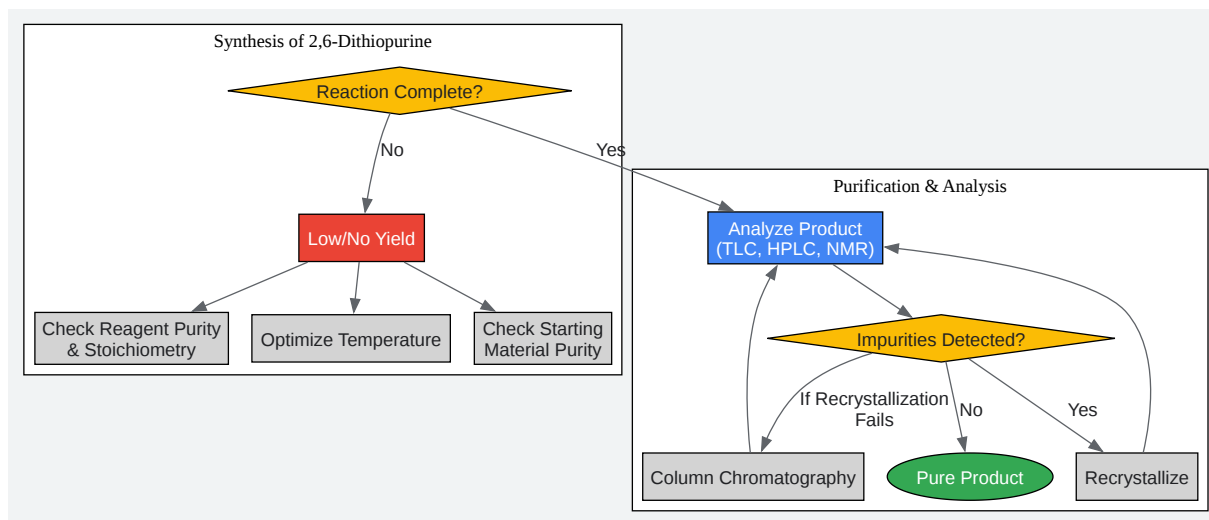 Synthesis of 2,6-Dithiopurine
Reaction Complete?
No
Yes
Low/No Yield
Check Reagent Purity
& Stoichiometry
Optimize Temperature
Check Starting
Material Purity
Purification & Analysis
Analyze Product
(TLC, HPLC, NMR)
Impurities Detected?
If Recrystallization
Fails
No
Yes
Column Chromatography
Pure Product
Recrystallize